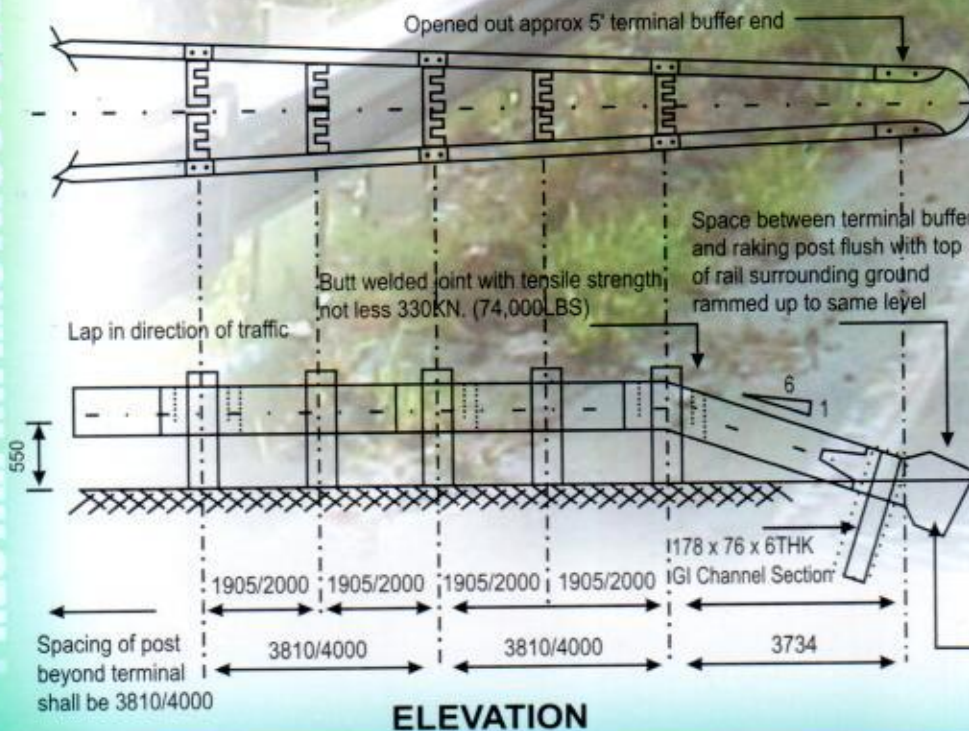 Opened out approx 5' terminal buffer end
Space between terminal buffer
and raking post flush with top
of rail surrounding ground
rammed up to same level
Butt welded joint with tensile strength
not less 330KN. (74,000LBS)
Lap in direction of traffic
6
1
550
178 x 76 x 6THK
GI Channel Section
1905/2000
1905/2000
1905/2000
1905/2000
3810/4000
3810/4000
3734
Spacing of post
beyond terminal
shall be 3810/4000
ELEVATION